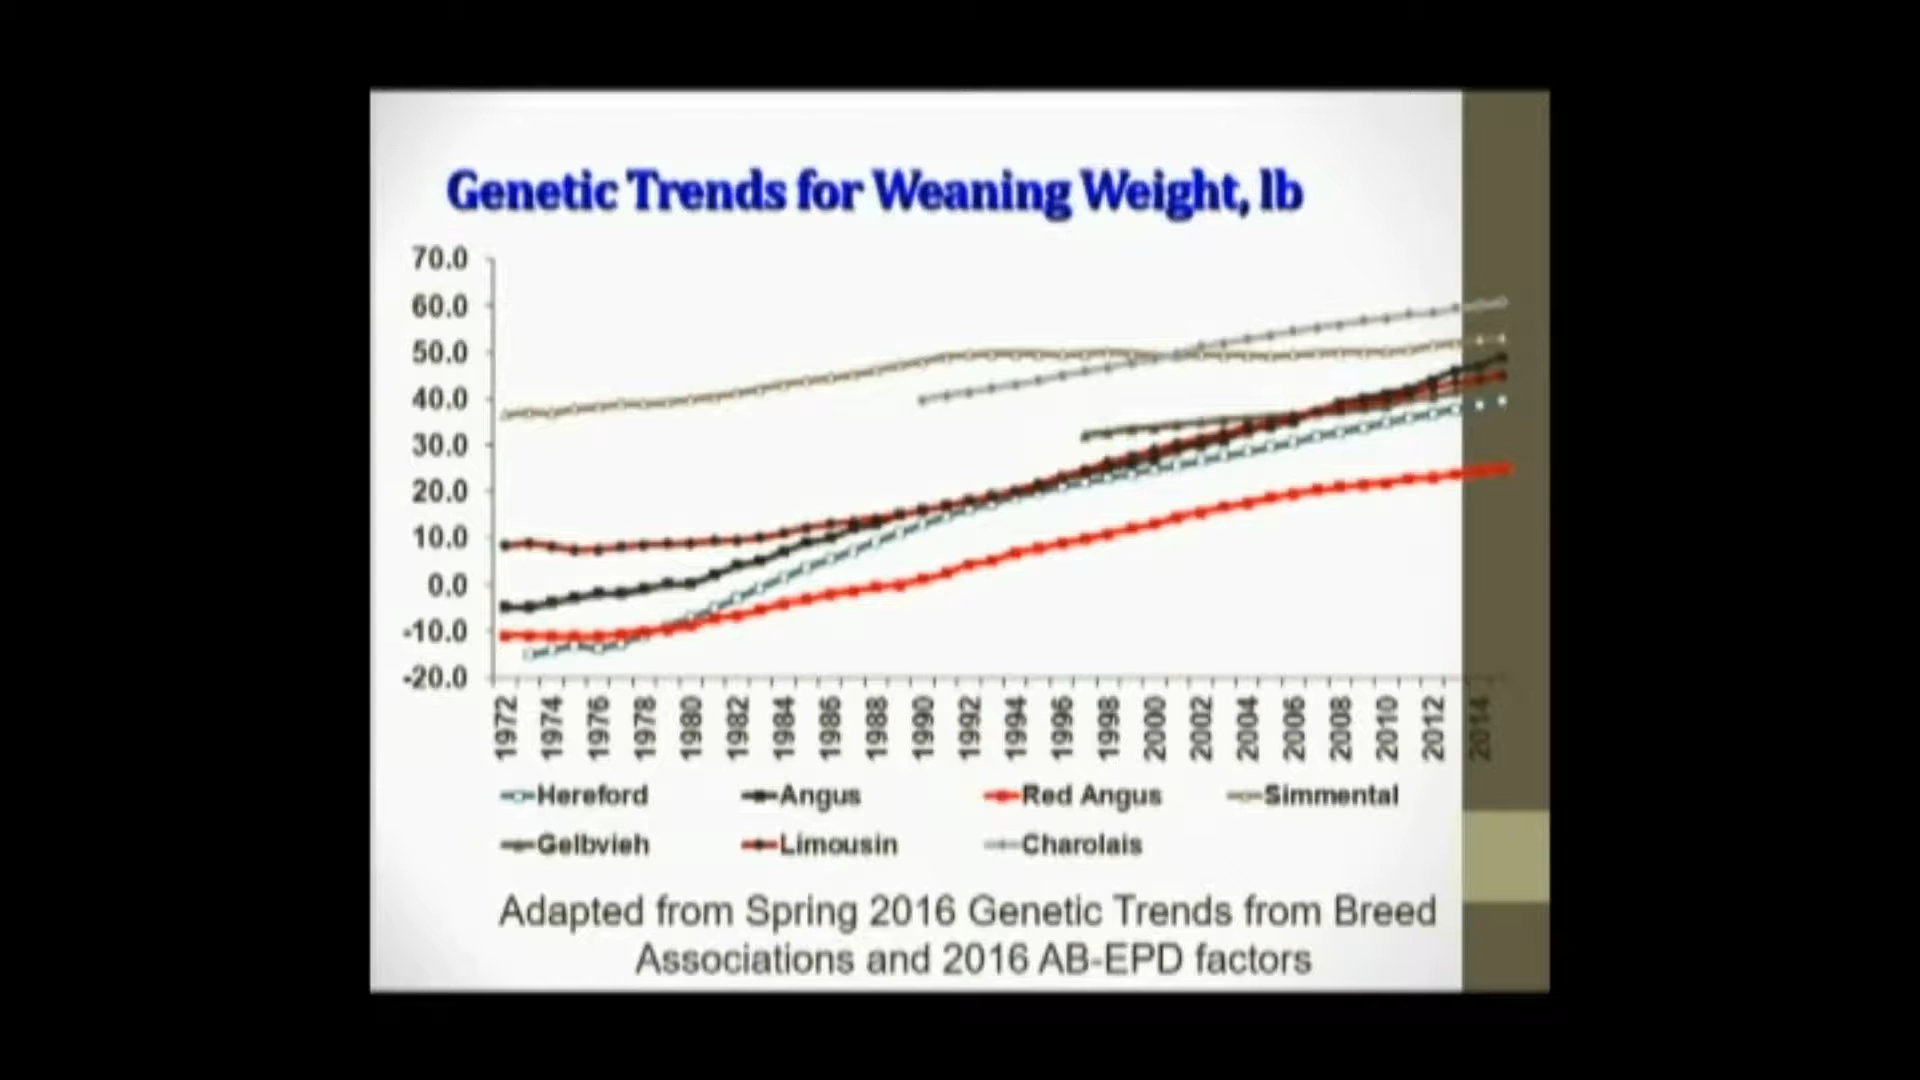 Genetic Trends for Weaning Weight, lb
70.0
60.0
50.0
40.0
30.0
20.0
10.0
0.0
-10.0
-20.0
1972 1974 1976 1978 1980 1982 1984 1986 1988 1990 1992 1994 1996 1998 2000 2002 2004 2006 2008 2010 2012 2014
Hereford Angus Red Angus Simmental
Gelbvieh Limousin Charolais
Adapted from Spring 2016 Genetic Trends from Breed
Associations and 2016 AB-EPD factors